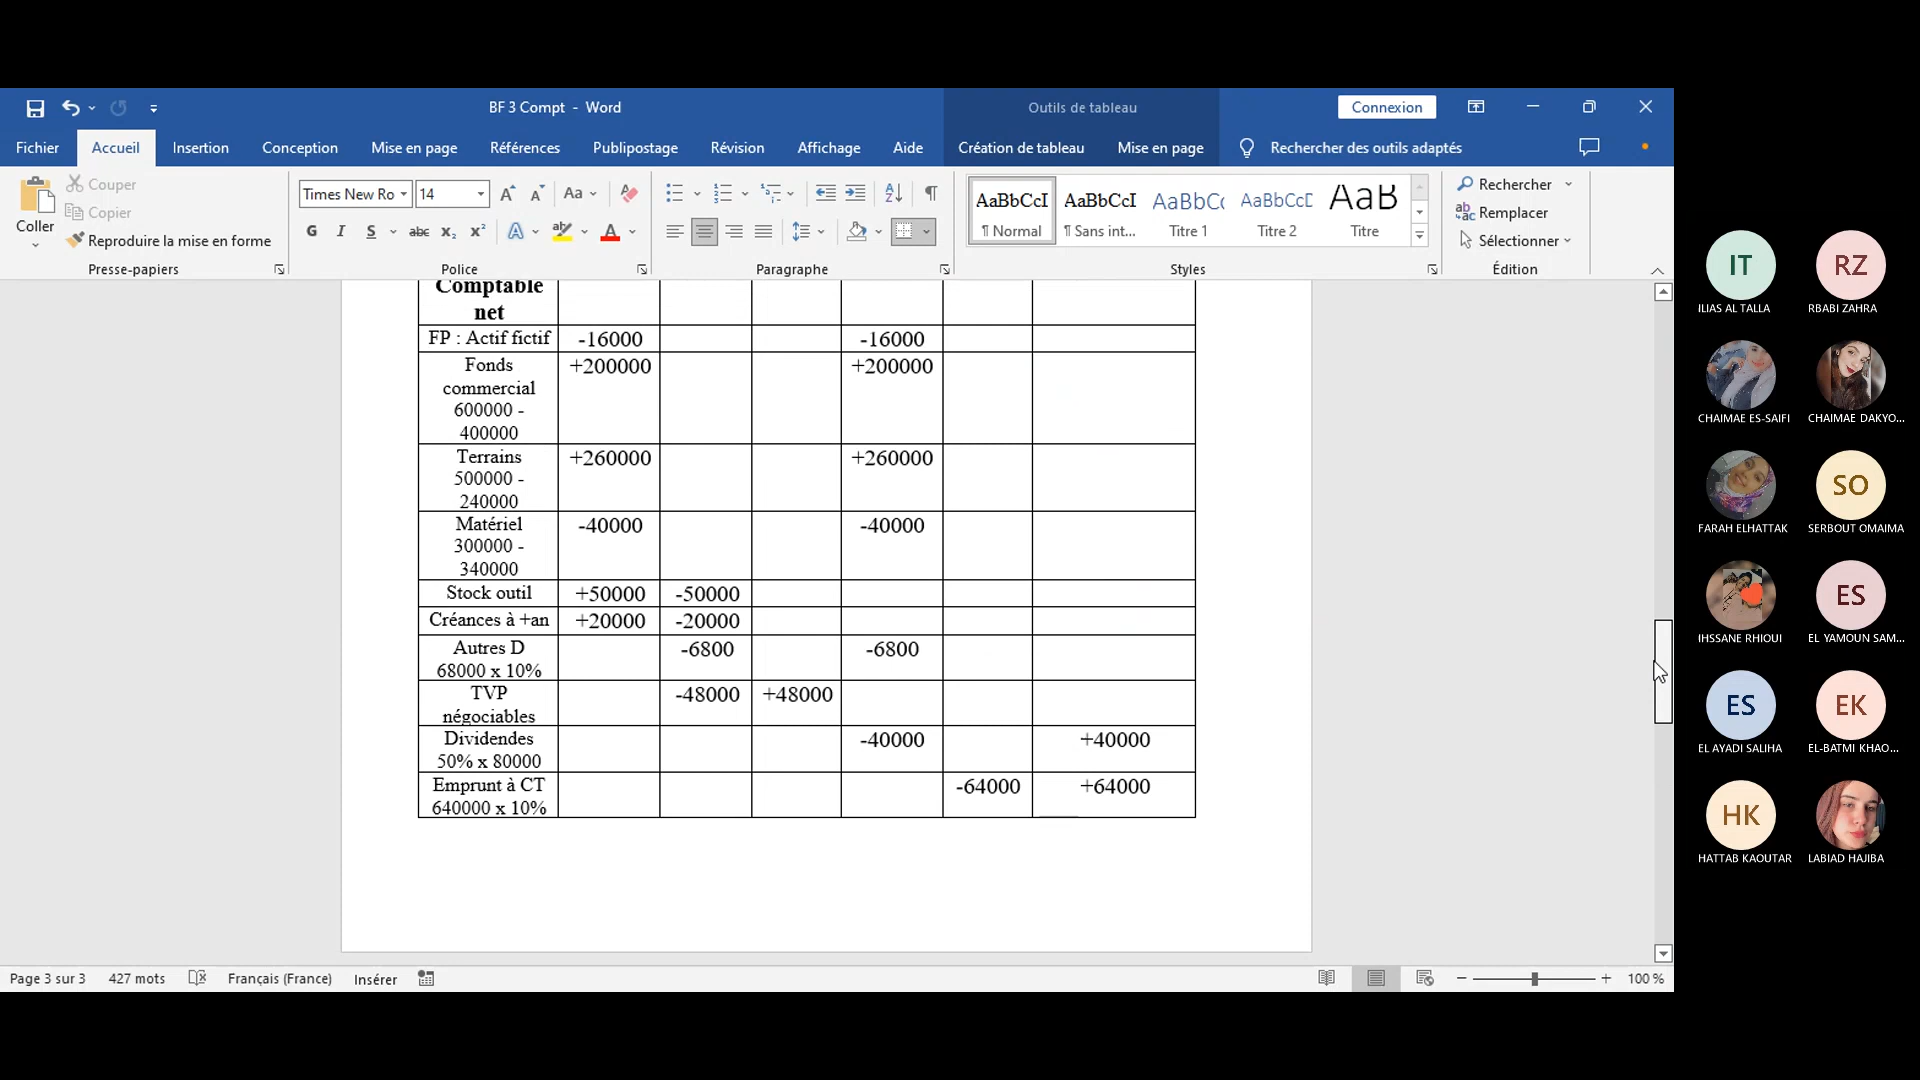 BF 3 Compt - Word
Outils de tableau
Connexion
Fichier Accueil Insertion Conception Mise en page Références Publipostage Révision Affichage Aide Création de tableau Mise en page Rechercher des outils adaptés
Coller
Couper
Copier
Reproduire la mise en forme
Presse-papiers
Times New Ro 14
Aa
G I S abc x₂ x² A ab A
Police
Paragraphe
AaBbCcI AaBbCcI AaBbCc AaBbCcD AaB
¶ Normal ¶ Sans int... Titre 1 Titre 2 Titre
Styles
Rechercher
Remplacer
Sélectionner
Édition
Comptable
net
FP : Actif fictif -16000 -16000
Fonds commercial 600000 - 400000 +200000 +200000
Terrains 500000 - 240000 +260000 +260000
Matériel 300000 - 340000 -40000 -40000
Stock outil +50000 -50000
Créances à +an +20000 -20000
Autres D 68000 x 10% -6800 -6800
TVP négociables -48000 +48000
Dividendes 50% x 80000 -40000 +40000
Emprunt à CT 640000 x 10% -64000 +64000
Page 3 sur 3 427 mots Français (France) Insérer 100 %
IT RZ
ILIAS AL TALLA RBABI ZAHRA
CHAIMAE ES-SAIFI CHAIMAE DAKYO...
SO
FARAH ELHATTAK SERBOUT OMAIMA
ES
IHSSANE RHIOUI EL YAMOUN SAM...
ES EK
EL AYADI SALIHA EL-BATMI KHAO...
HK
HATTAB KAOUTAR LABIAD HAJIBA